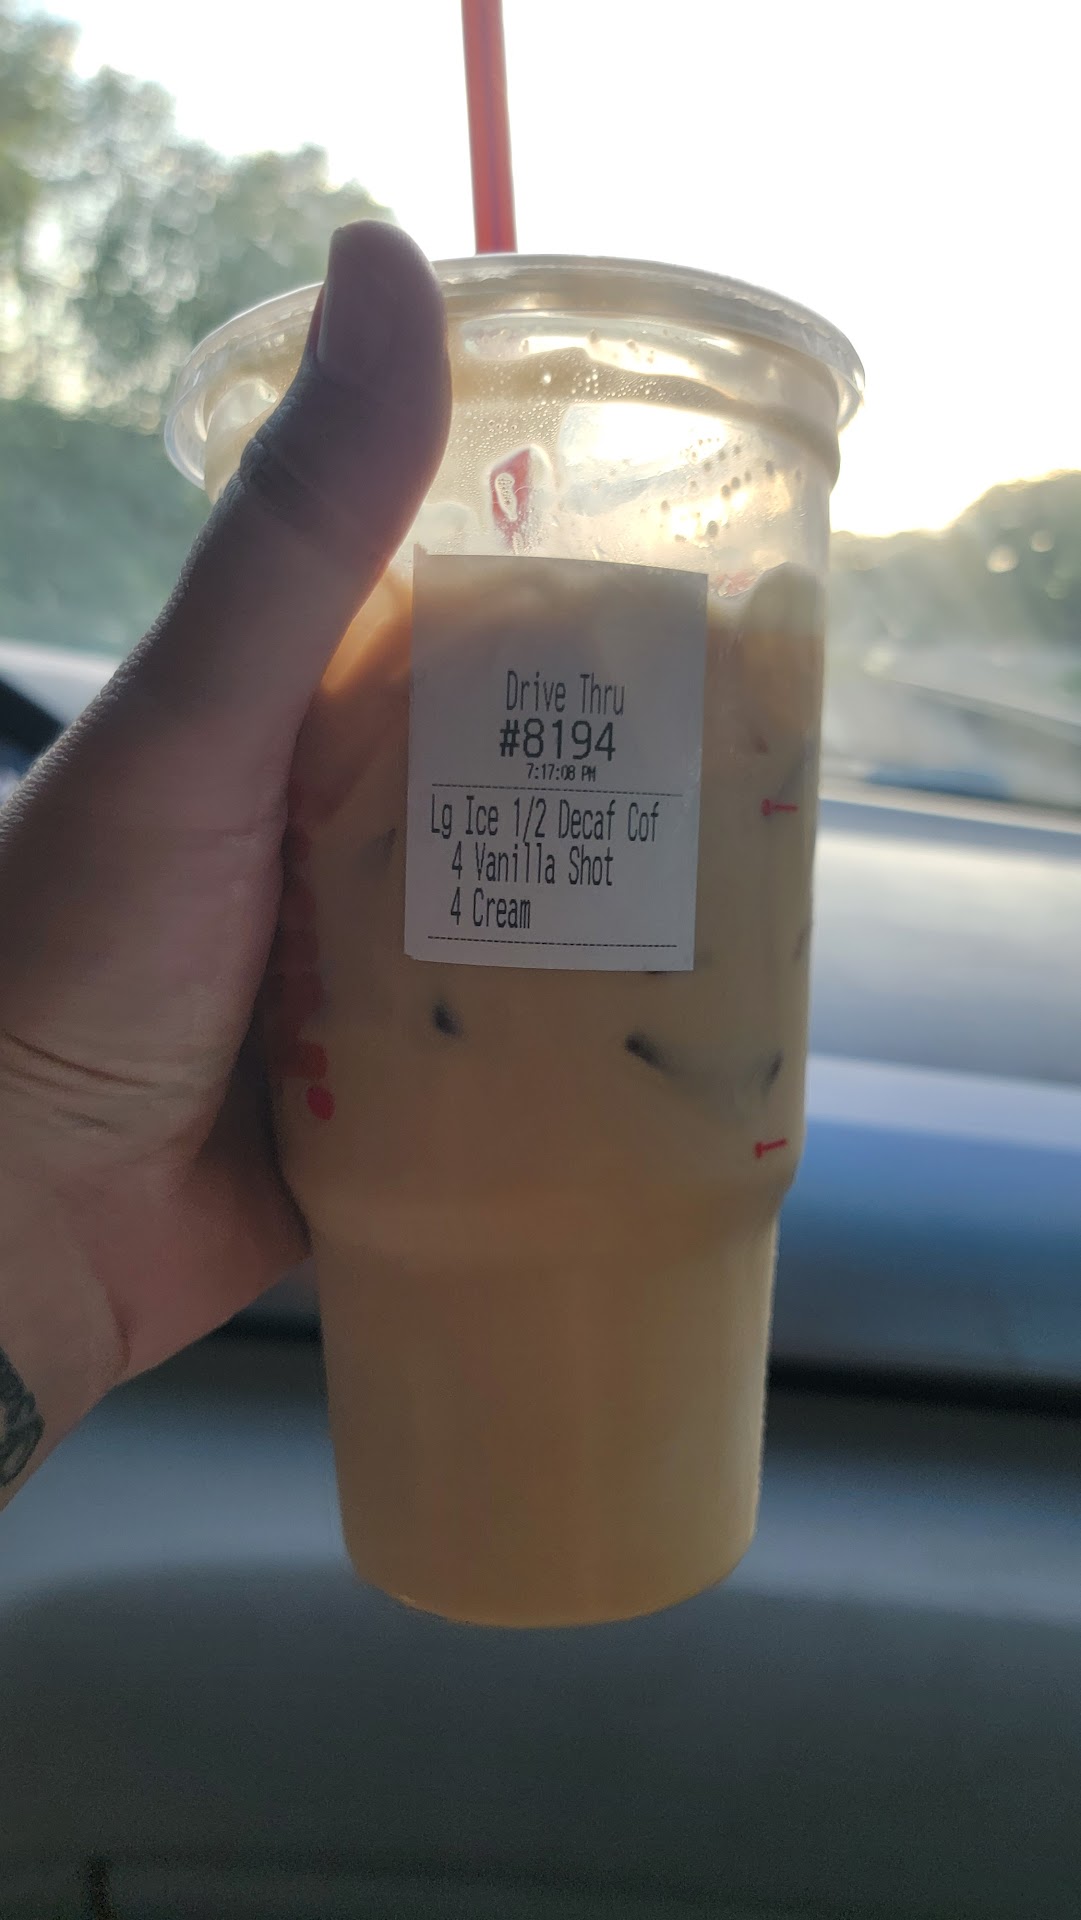 Drive Thru
#8194
7:17:08 PM
Lg Ice 1/2 Decaf Cof
4 Vanilla Shot
4 Cream